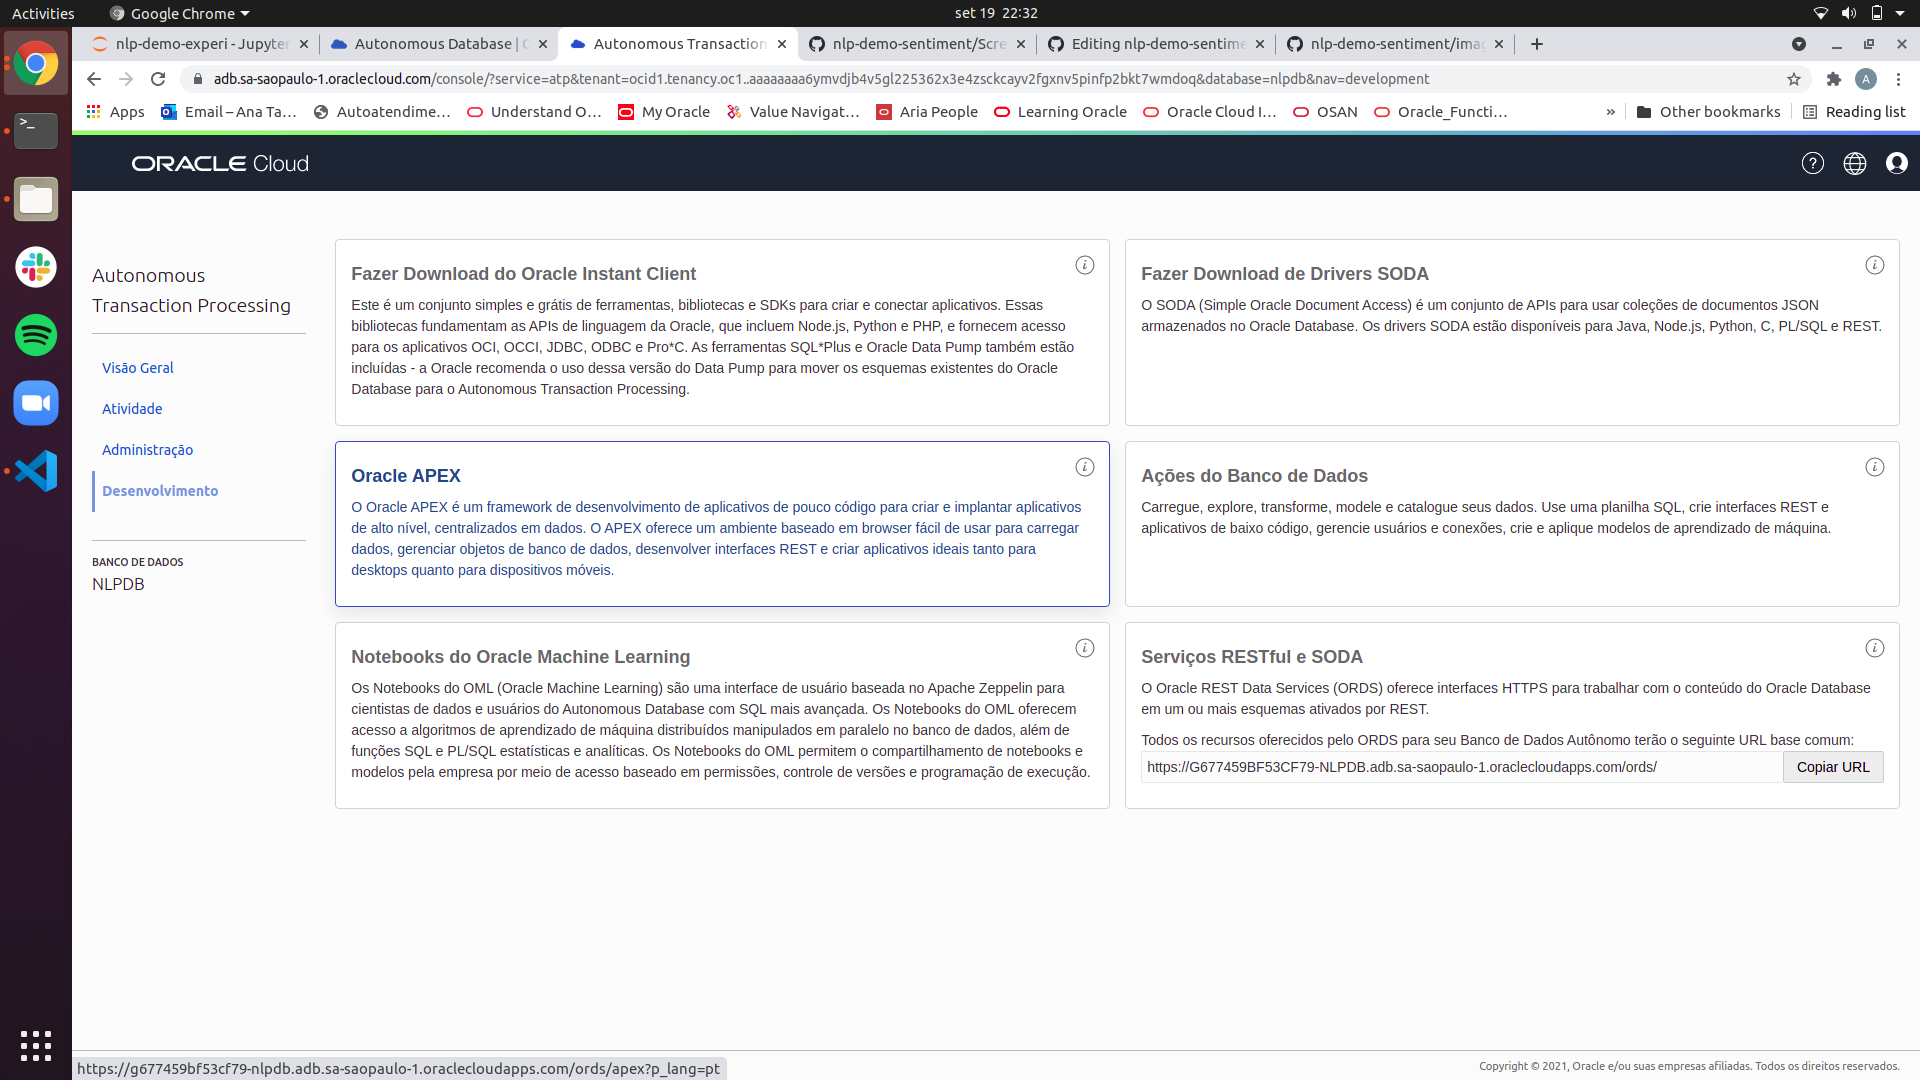 Activities
Google Chrome
set 19 22:32
nlp-demo-experi - Jupyter
Autonomous Database |
Autonomous Transaction
nlp-demo-sentiment/Scre
Editing nlp-demo-sentime
nlp-demo-sentiment/imag
adb.sa-saopaulo-1.oraclecloud.com/console/?service=atp&tenant=ocid1.tenancy.oc1..aaaaaaaa6ymvdjb4v5gl225362x3e4zsckcayv2fgxnv5pinfp2bkt7wmdoq&database=nlpdb&nav=development
A
Apps
Email – Ana Ta…
Autoatendime…
Understand O…
My Oracle
Value Navigat…
Aria People
Learning Oracle
Oracle Cloud I…
OSAN
Oracle_Functi…
»
Other bookmarks
Reading list
ORACLE Cloud
Autonomous
Transaction Processing
Visão Geral
Atividade
Administração
Desenvolvimento
BANCO DE DADOS
NLPDB
Fazer Download do Oracle Instant Client
Este é um conjunto simples e grátis de ferramentas, bibliotecas e SDKs para criar e conectar aplicativos. Essas
bibliotecas fundamentam as APIs de linguagem da Oracle, que incluem Node.js, Python e PHP, e fornecem acesso
para os aplicativos OCI, OCCI, JDBC, ODBC e Pro*C. As ferramentas SQL*Plus e Oracle Data Pump também estão
incluídas - a Oracle recomenda o uso dessa versão do Data Pump para mover os esquemas existentes do Oracle
Database para o Autonomous Transaction Processing.
Fazer Download de Drivers SODA
O SODA (Simple Oracle Document Access) é um conjunto de APIs para usar coleções de documentos JSON
armazenados no Oracle Database. Os drivers SODA estão disponíveis para Java, Node.js, Python, C, PL/SQL e REST.
Oracle APEX
O Oracle APEX é um framework de desenvolvimento de aplicativos de pouco código para criar e implantar aplicativos
de alto nível, centralizados em dados. O APEX oferece um ambiente baseado em browser fácil de usar para carregar
dados, gerenciar objetos de banco de dados, desenvolver interfaces REST e criar aplicativos ideais tanto para
desktops quanto para dispositivos móveis.
Ações do Banco de Dados
Carregue, explore, transforme, modele e catalogue seus dados. Use uma planilha SQL, crie interfaces REST e
aplicativos de baixo código, gerencie usuários e conexões, crie e aplique modelos de aprendizado de máquina.
Notebooks do Oracle Machine Learning
Os Notebooks do OML (Oracle Machine Learning) são uma interface de usuário baseada no Apache Zeppelin para
cientistas de dados e usuários do Autonomous Database com SQL mais avançada. Os Notebooks do OML oferecem
acesso a algoritmos de aprendizado de máquina distribuídos manipulados em paralelo no banco de dados, além de
funções SQL e PL/SQL estatísticas e analíticas. Os Notebooks do OML permitem o compartilhamento de notebooks e
modelos pela empresa por meio de acesso baseado em permissões, controle de versões e programação de execução.
Serviços RESTful e SODA
O Oracle REST Data Services (ORDS) oferece interfaces HTTPS para trabalhar com o conteúdo do Oracle Database
em um ou mais esquemas ativados por REST.
Todos os recursos oferecidos pelo ORDS para seu Banco de Dados Autônomo terão o seguinte URL base comum:
https://G677459BF53CF79-NLPDB.adb.sa-saopaulo-1.oraclecloudapps.com/ords/
Copiar URL
https://g677459bf53cf79-nlpdb.adb.sa-saopaulo-1.oraclecloudapps.com/ords/apex?p_lang=pt
Copyright © 2021, Oracle e/ou suas empresas afiliadas. Todos os direitos reservados.